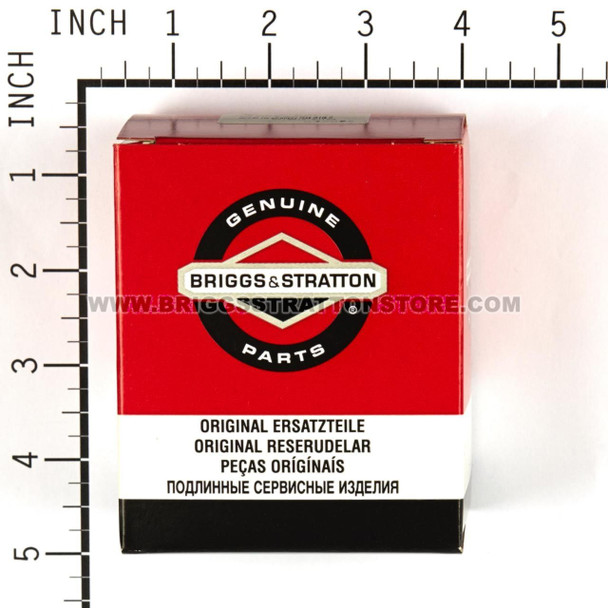 INCH 1 2 3 4 5
INCH
1
2
3
4
5
GENUINE
BRIGGS&STRATTON
®
PARTS
WWW.BRIGGSSTRATTONSTORE.COM
ORIGINAL ERSATZTEILE
ORIGINAL RESERUDELAR
PEÇAS ORIGÍNAIS
ПОДЛИННЫЕ СЕРВИСНЫЕ ИЗДЕЛИЯ